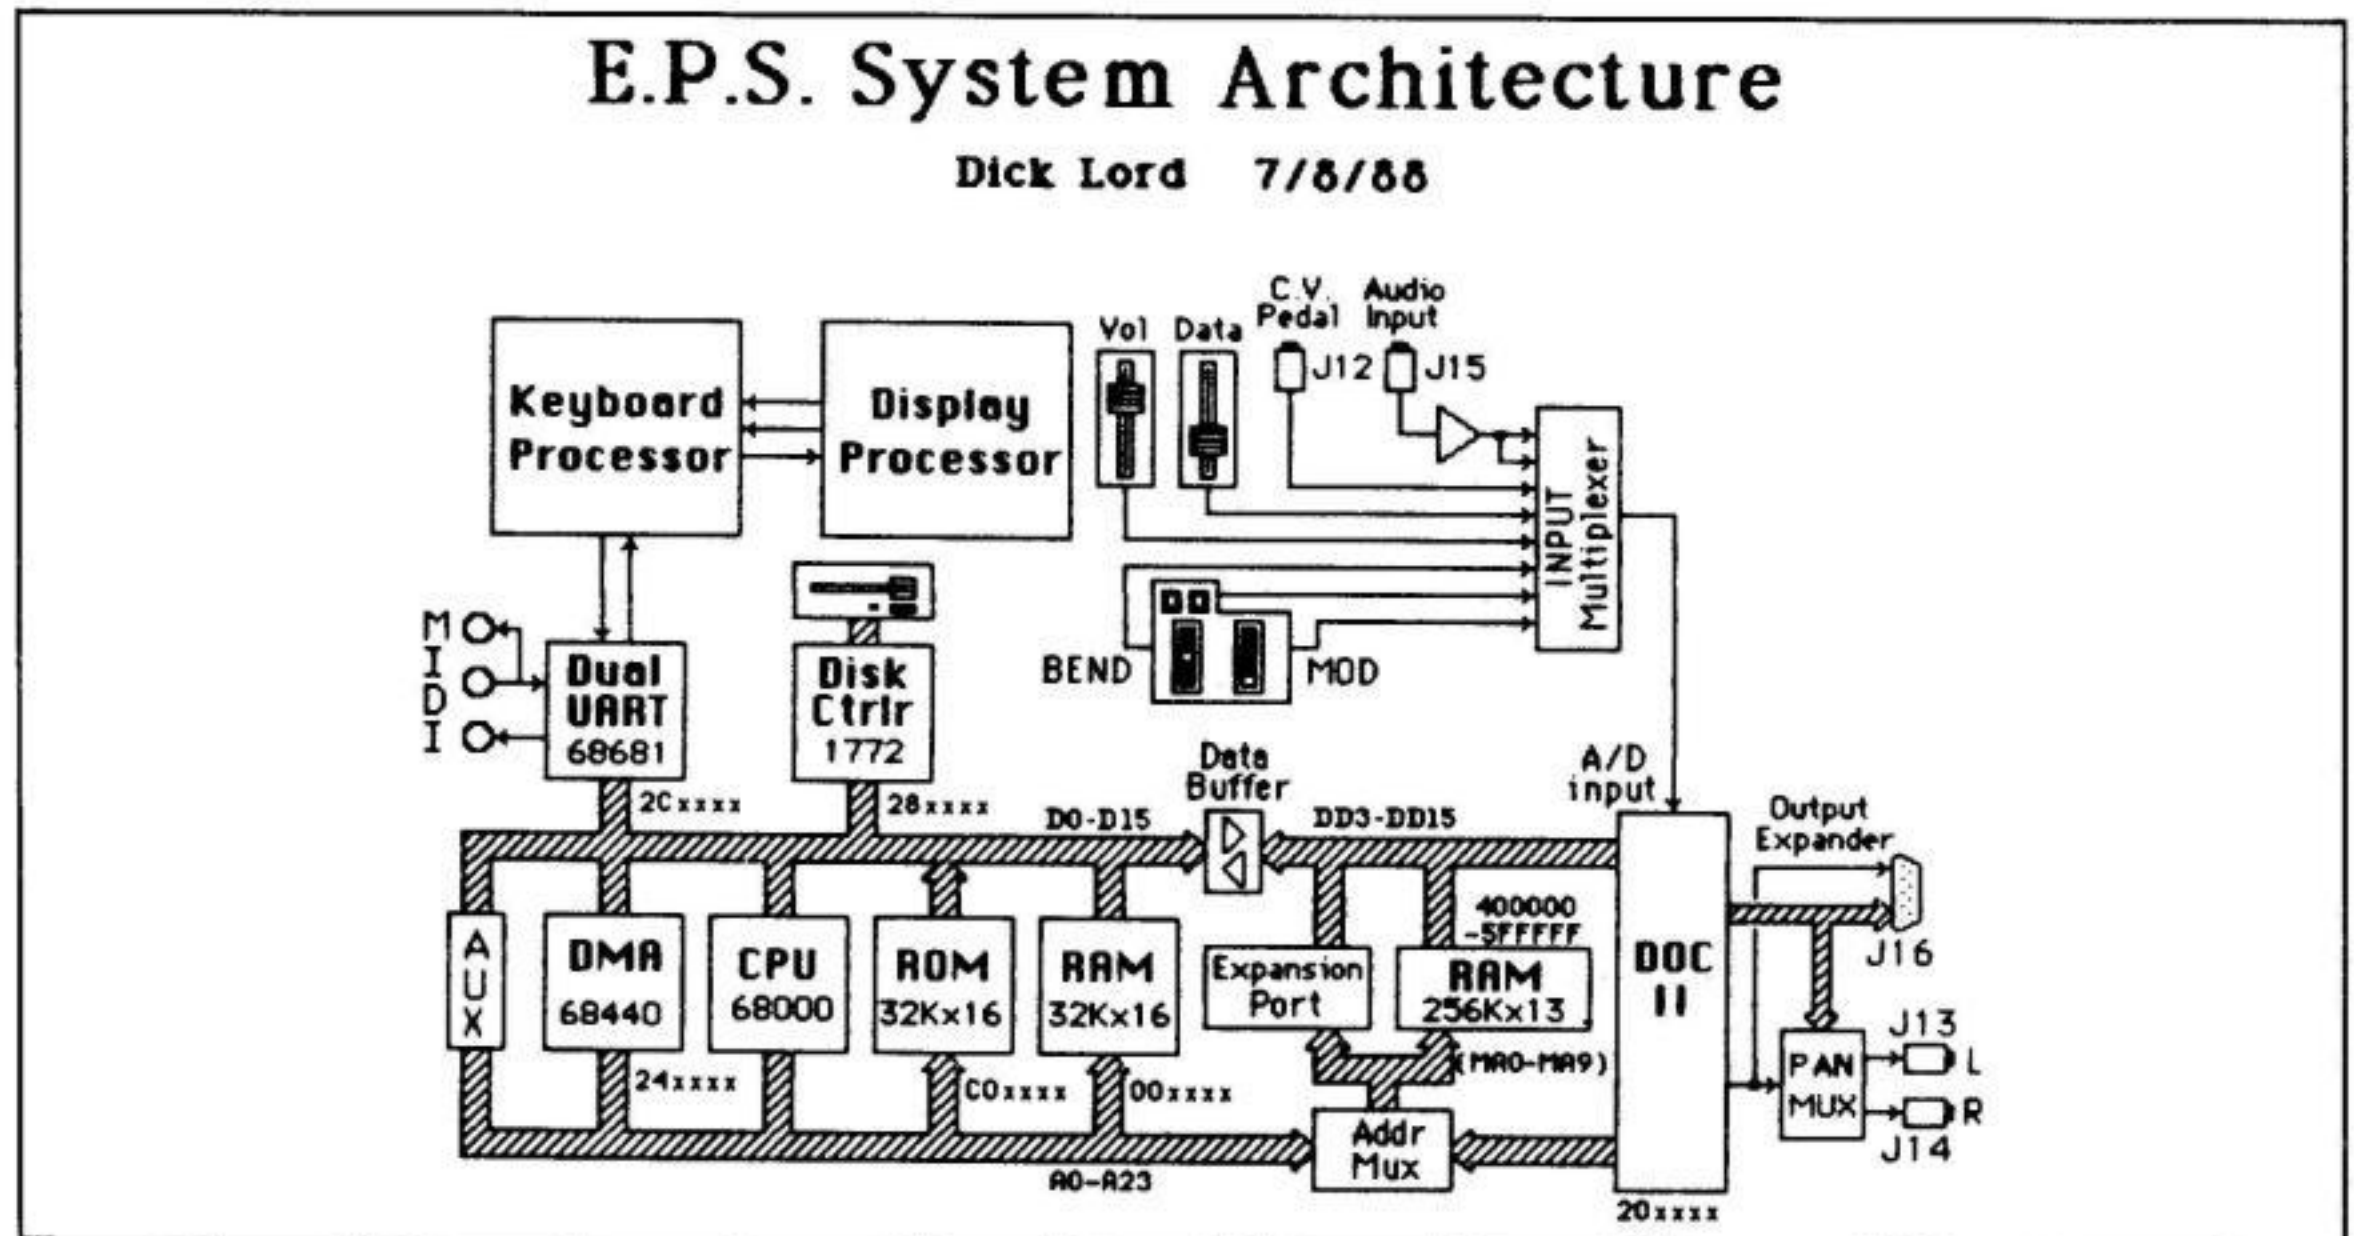 E.P.S. System Architecture
Dick Lord 7/8/88
Keyboard
Processor
Display
Processor
Vol
Data
C.V.
Pedal
J12
Audio
Input
J15
INPUT
Multiplexer
BEND
MOD
MIDI
Dual
UART
68681
2Cxxxx
Disk
Ctrlr
1772
28xxxx
D0-D15
Data
Buffer
DD3-DD15
A/D
input
Output
Expander
J16
AUX
DMA
68440
24xxxx
CPU
68000
ROM
32Kx16
C0xxxx
RAM
32Kx16
00xxxx
Expansion
Port
400000
-5FFFFF
RAM
256Kx13
(MA0-MA9)
DOC
II
20xxxx
PAN
MUX
J13
L
R
J14
Addr
Mux
A0-A23